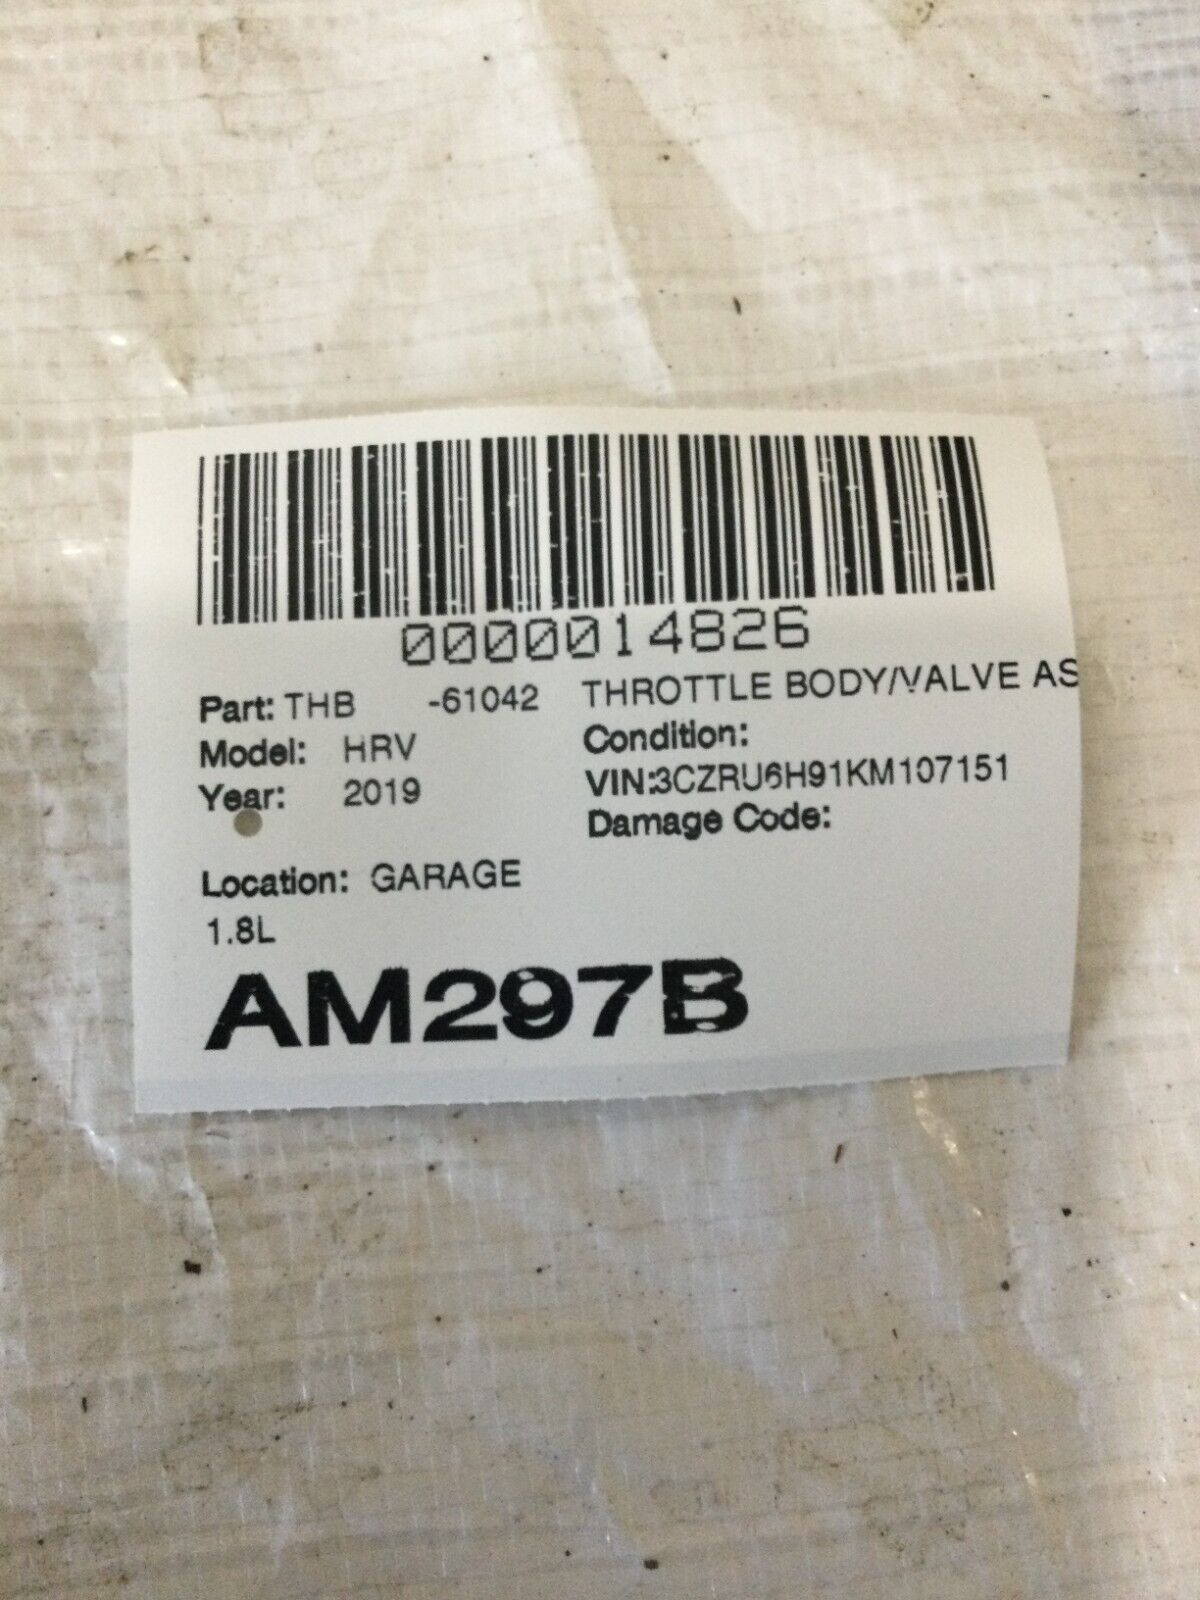 0000014826
Part: THB -61042 THROTTLE BODY/VALVE AS
Model: HRV Condition:
Year: 2019 VIN:3CZRU6H91KM107151
Damage Code:
Location: GARAGE
1.8L
AM297B